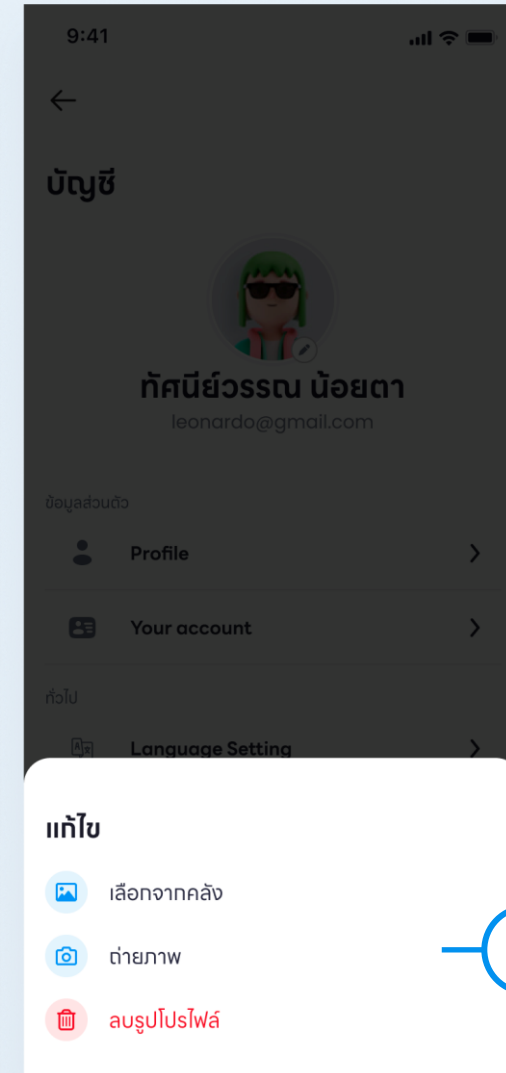 9:41
บัญชี
ทัศนีย์วรรณ น้อยตา
leonardo@gmail.com
ข้อมูลส่วนตัว
Profile
Your account
ทั่วไป
Language Setting
แก้ไข
เลือกจากคลัง
ถ่ายภาพ
ลบรูปโปรไฟล์